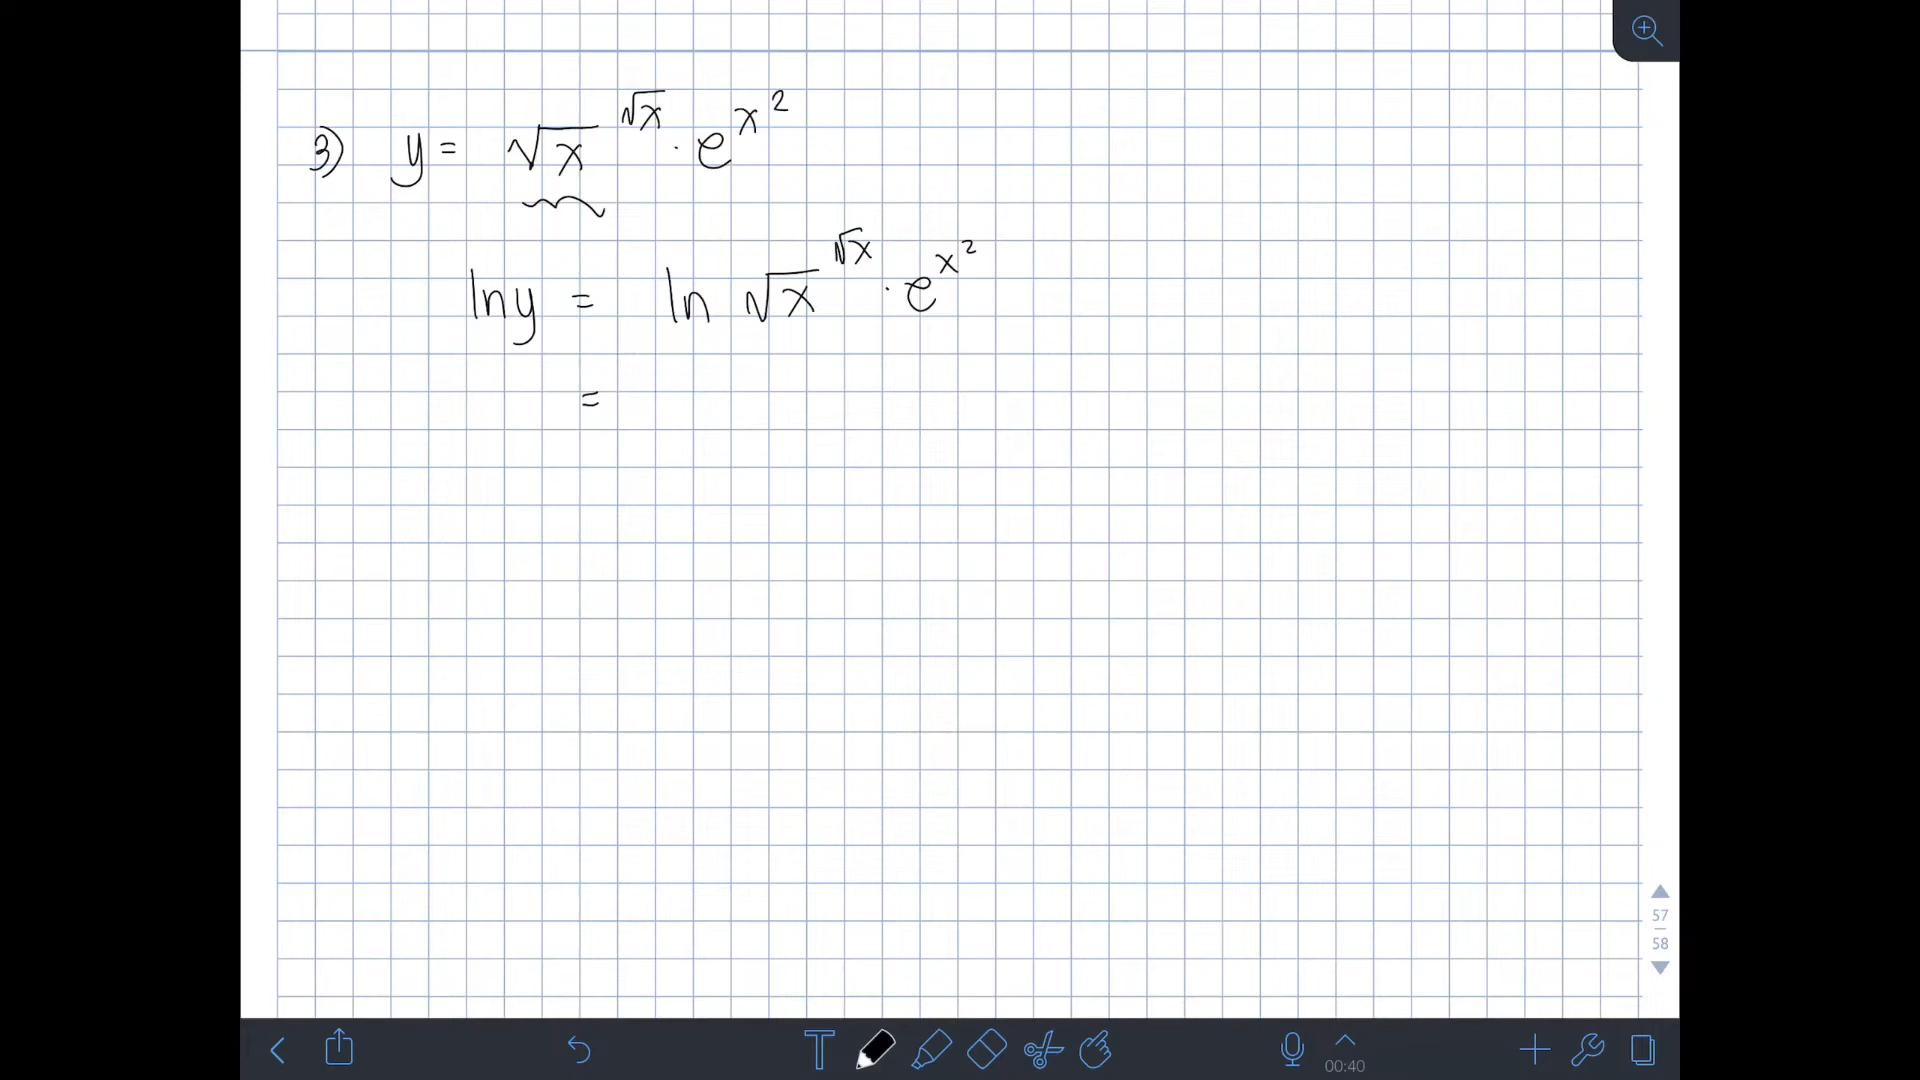 3) y = √x^√x · e^x²
ln y = ln √x^√x · e^x²
=
57
58
T
00:40